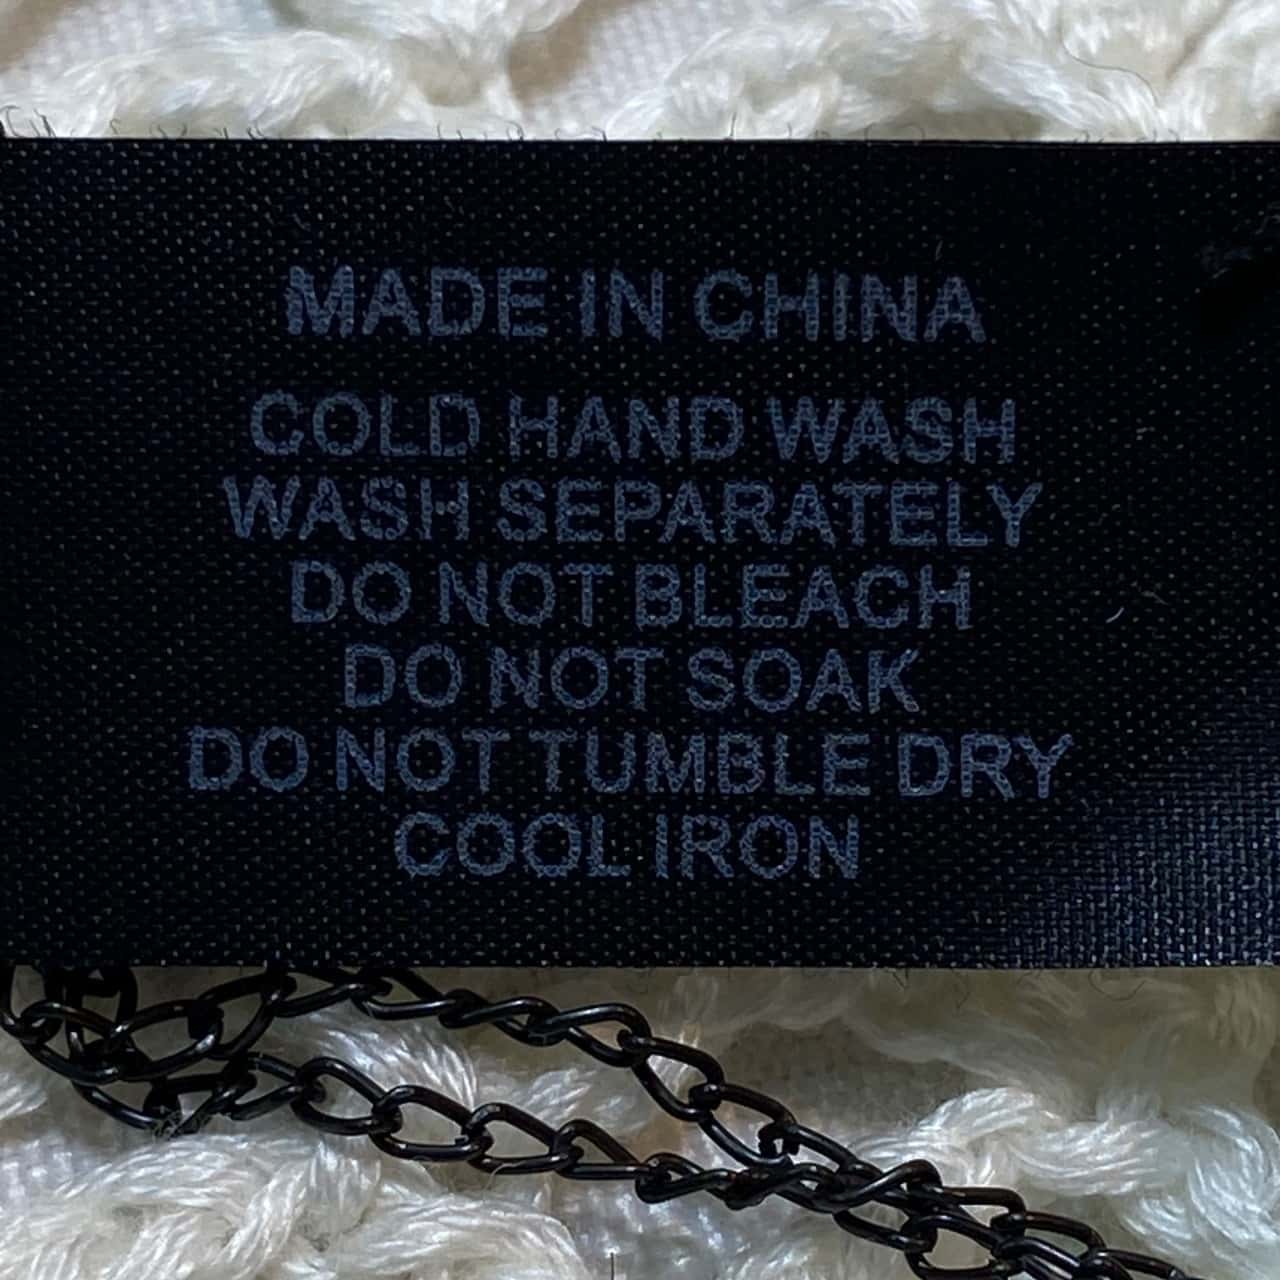 MADE IN CHINA
COLD HAND WASH
WASH SEPARATELY
DO NOT BLEACH
DO NOT SOAK
DO NOT TUMBLE DRY
COOL IRON